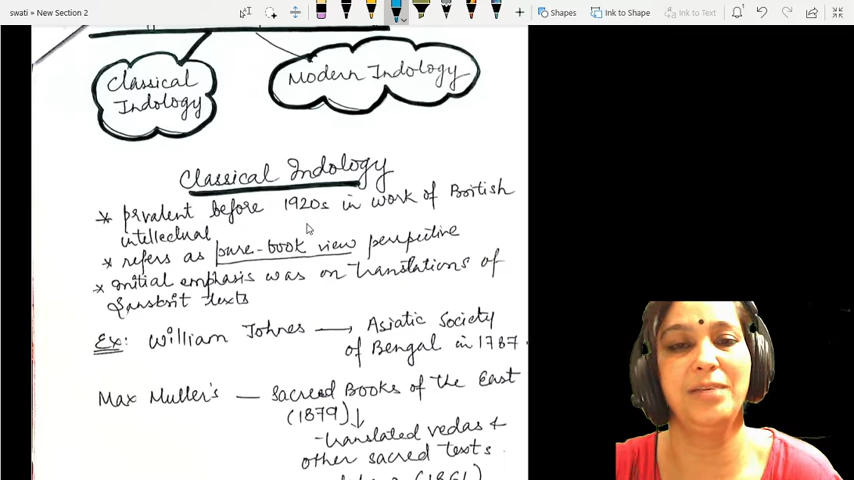 swati » New Section 2
Shapes
Ink to Shape
Ink to Text
Classical
Indology
Modern Indology
Classical Indology
* prvalent before 1920s in work of British
intellectual
* refers as pure-book view perspective
* initial emphasis was on translations of
Sanskrit texts
Ex: William Johnes → Asiatic Society
of Bengal in 1787.
Max Muller's — Sacred Books of the East
(1879) ↓
-translated vedas +
other sacred texts
(1861)